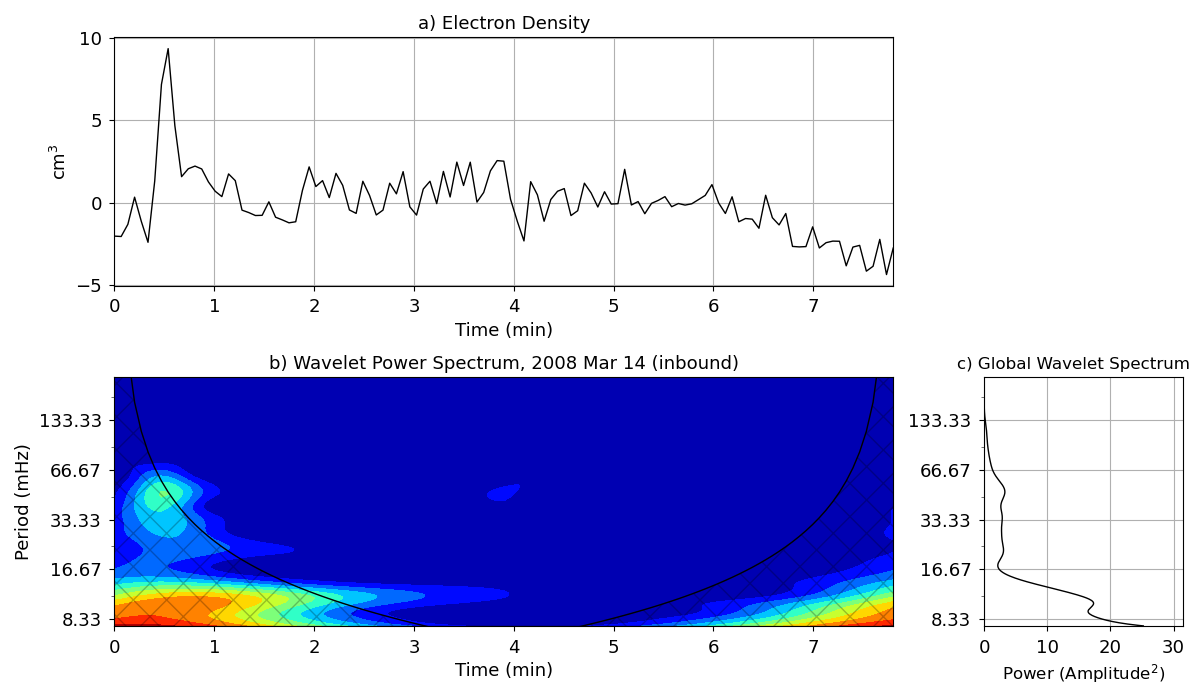 a) Electron Density
10
5
0
−5
cm³
0 1 2 3 4 5 6 7
Time (min)
b) Wavelet Power Spectrum, 2008 Mar 14 (inbound)
133.33
66.67
33.33
16.67
8.33
Period (mHz)
0 1 2 3 4 5 6 7
Time (min)
c) Global Wavelet Spectrum
133.33
66.67
33.33
16.67
8.33
0 10 20 30
Power (Amplitude²)